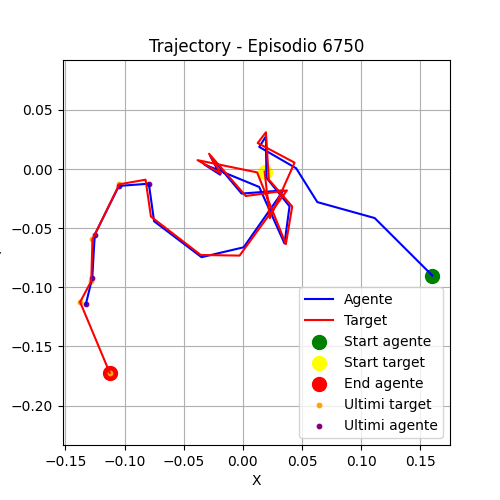 Trajectory - Episodio 6750
0.05
0.00
−0.05
−0.10
−0.15
−0.20
−0.15
−0.10
−0.05
0.00
0.05
0.10
0.15
X
Agente
Target
Start agente
Start target
End agente
Ultimi target
Ultimi agente